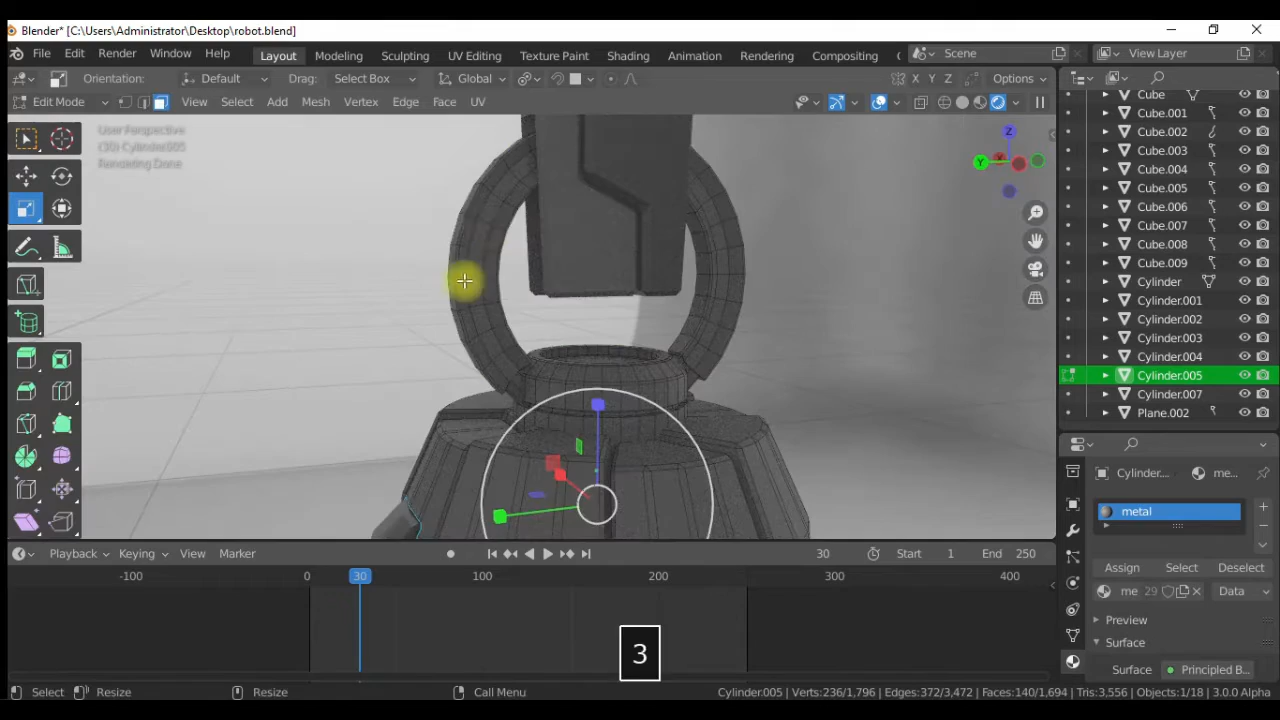 Blender* [C:\Users\Administrator\Desktop\robot.blend]
File Edit Render Window Help Layout Modeling Sculpting UV Editing Texture Paint Shading Animation Rendering Compositing Scene View Layer
Orientation: Default Drag: Select Box Global X Y Z Options
Edit Mode View Select Add Mesh Vertex Edge Face UV
User Perspective
(30) Cylinder.005
Rendering Done
Z
Y
Cube
Cube.001
Cube.002
Cube.003
Cube.004
Cube.005
Cube.006
Cube.007
Cube.008
Cube.009
Cylinder
Cylinder.001
Cylinder.002
Cylinder.003
Cylinder.004
Cylinder.005
Cylinder.007
Plane.002
Cylinder... me...
metal
Assign Select Deselect
me 29 Data
Preview
Surface
Surface Principled B...
Playback Keying View Marker 30 Start 1 End 250
-100 0 30 100 200 300 400
3
Select Resize Resize Call Menu Cylinder.005 | Verts:236/1,796 | Edges:372/3,472 | Faces:140/1,694 | Tris:3,556 | Objects:1/18 | 3.0.0 Alpha